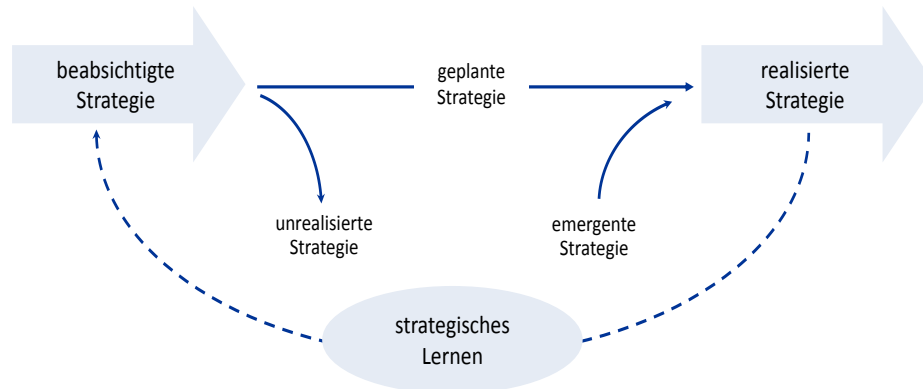 beabsichtigte
Strategie
geplante
Strategie
realisierte
Strategie
unrealisierte
Strategie
emergente
Strategie
strategisches
Lernen